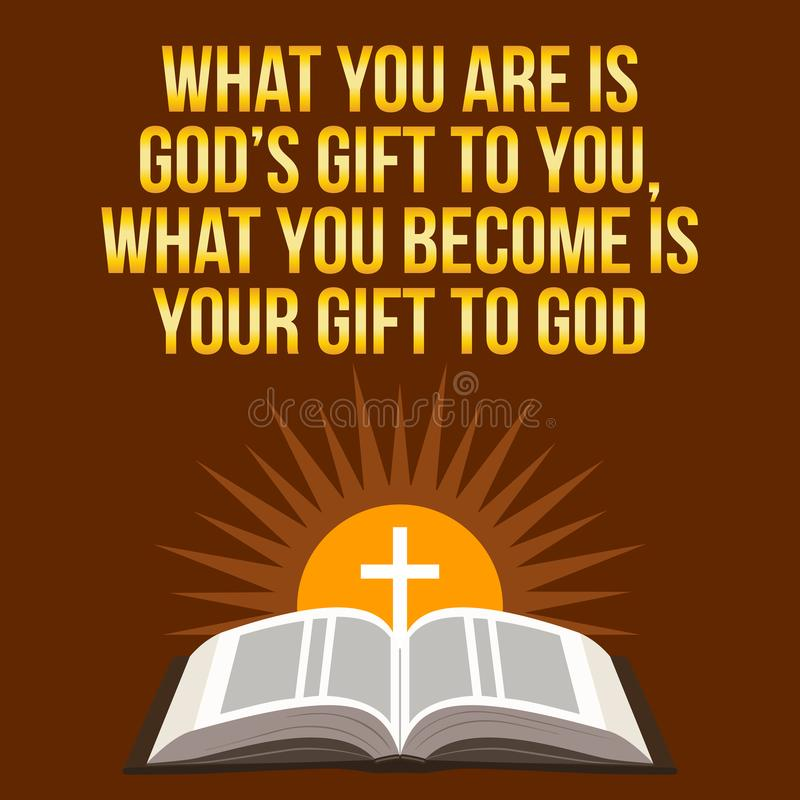 WHAT YOU ARE IS
GOD'S GIFT TO YOU,
WHAT YOU BECOME IS
YOUR GIFT TO GOD
dreamstime